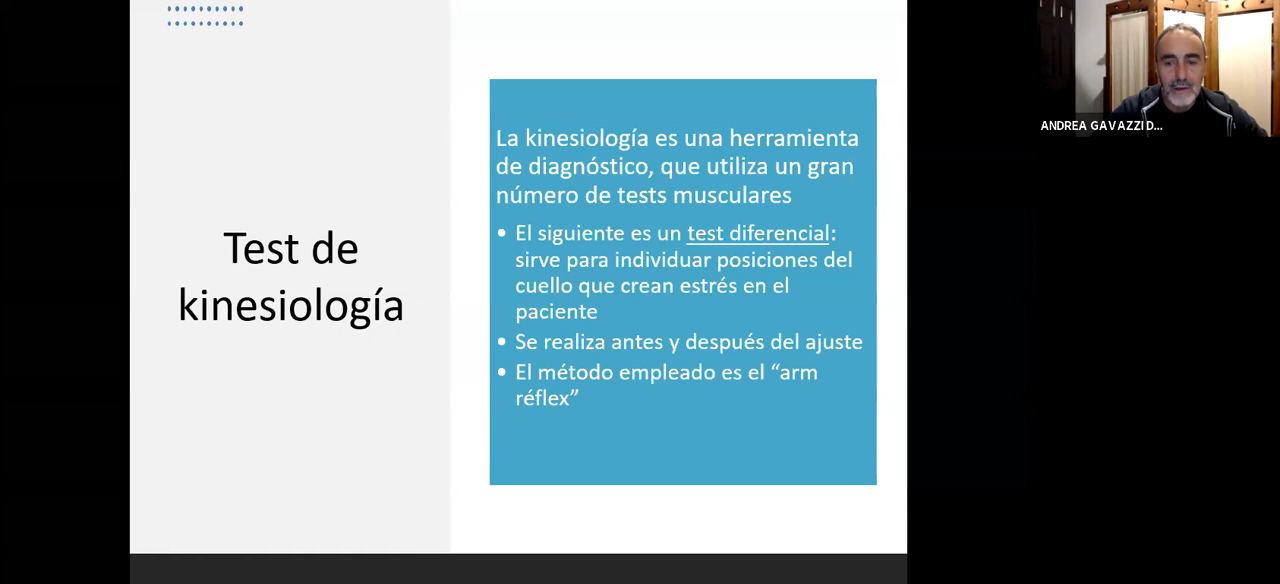 Test de
kinesiología
La kinesiología es una herramienta
de diagnóstico, que utiliza un gran
número de tests musculares
• El siguiente es un test diferencial:
sirve para individuar posiciones del
cuello que crean estrés en el
paciente
• Se realiza antes y después del ajuste
• El método empleado es el “arm
réflex”
ANDREA GAVAZZI D...